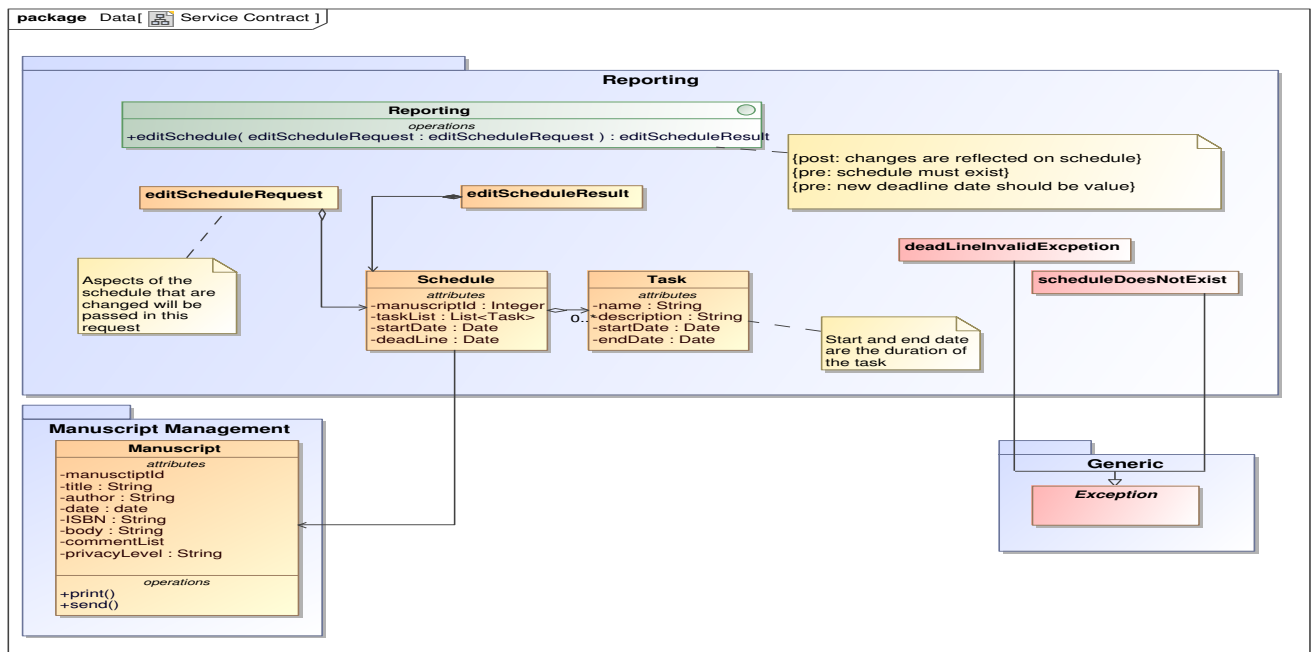 package Data[ Service Contract ]
Reporting
Reporting
operations
+editSchedule( editScheduleRequest : editScheduleRequest ) : editScheduleResult
{post: changes are reflected on schedule}
{pre: schedule must exist}
{pre: new deadline date should be value}
editScheduleRequest
editScheduleResult
Aspects of the
schedule that are
changed will be
passed in this
request
deadLineInvalidExcpetion
scheduleDoesNotExist
Schedule
attributes
-manuscriptId : Integer
-taskList : List<Task>
-startDate : Date
-deadLine : Date
0..*
Task
attributes
-name : String
-description : String
-startDate : Date
-endDate : Date
Start and end date
are the duration of
the task
Manuscript Management
Manuscript
attributes
-manusctiptId
-title : String
-author : String
-date : date
-ISBN : String
-body : String
-commentList
-privacyLevel : String
operations
+print()
+send()
Generic
Exception